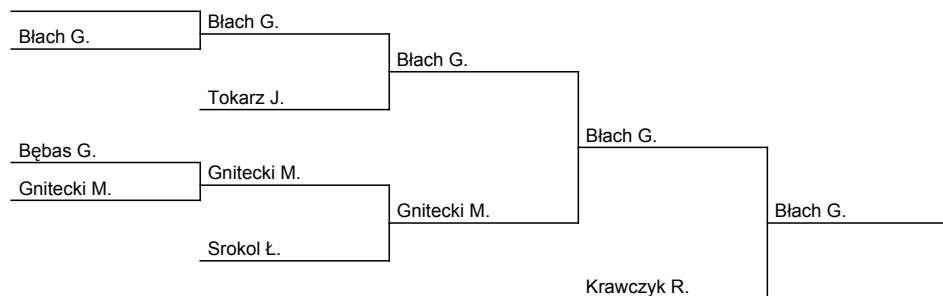 Błach G.
Błach G.
Błach G.
Tokarz J.
Błach G.
Bębas G.
Gnitecki M.
Gnitecki M.
Gnitecki M.
Błach G.
Srokol Ł.
Krawczyk R.